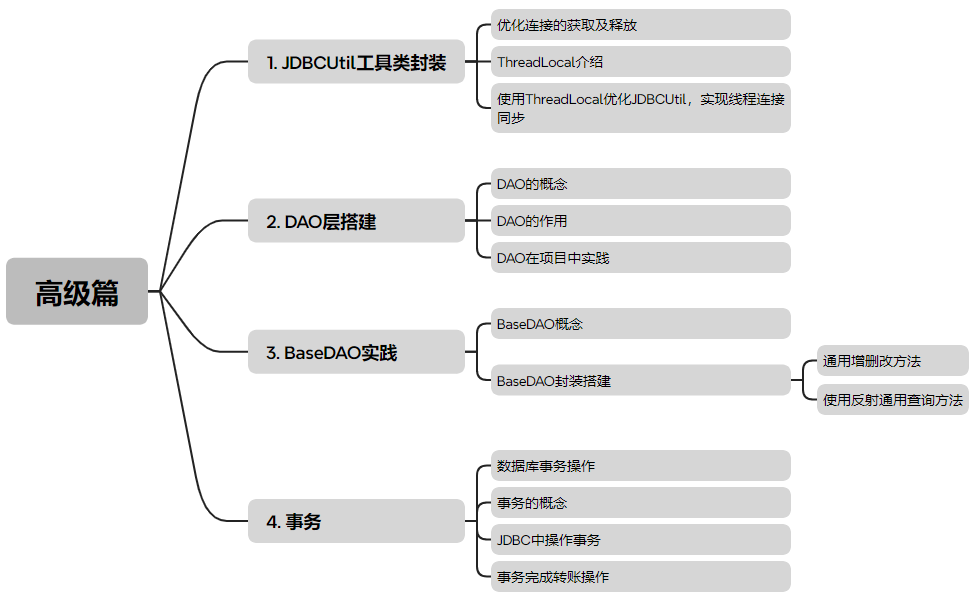 高级篇
1. JDBCUtil工具类封装
优化连接的获取及释放
ThreadLocal介绍
使用ThreadLocal优化JDBCUtil，实现线程连接
同步
2. DAO层搭建
DAO的概念
DAO的作用
DAO在项目中实践
3. BaseDAO实践
BaseDAO概念
BaseDAO封装搭建
通用增删改方法
使用反射通用查询方法
4. 事务
数据库事务操作
事务的概念
JDBC中操作事务
事务完成转账操作